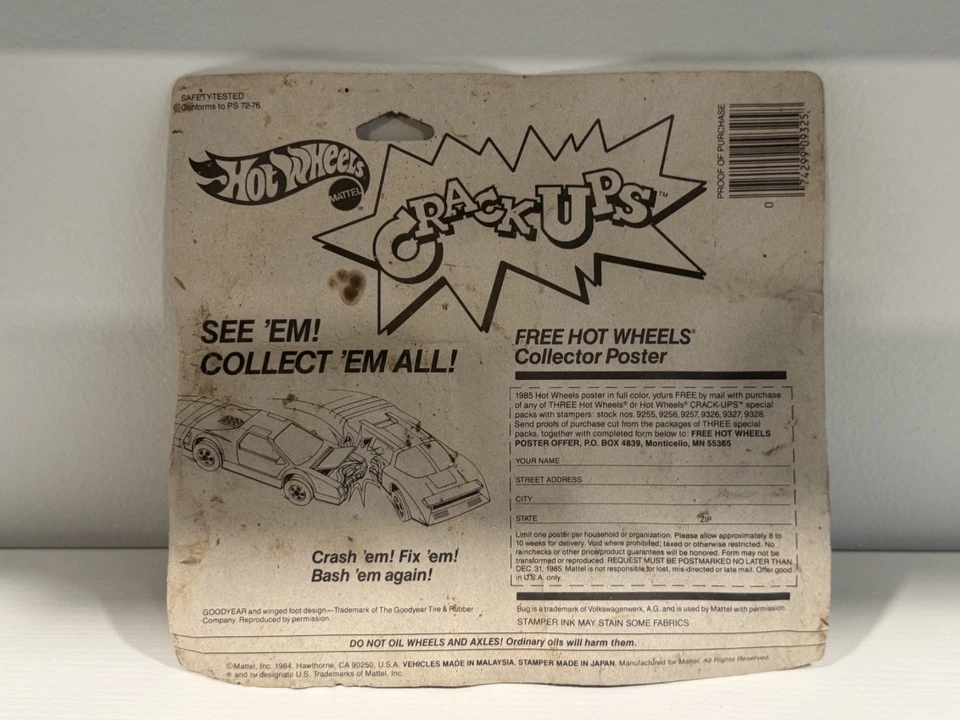 SAFETY-TESTED
Conforms to PS 72-76.
PROOF OF PURCHASE
0
74299 09325
Hot Wheels
MATTEL
®
CRACK-UPS™
SEE 'EM!
COLLECT 'EM ALL!
FREE HOT WHEELS®
Collector Poster
1985 Hot Wheels poster in full color, yours FREE by mail with purchase
of any of THREE Hot Wheels® or Hot Wheels® CRACK-UPS™ special
packs with stampers: stock nos. 9255, 9256, 9257, 9326, 9327, 9328.
Send proofs of purchase cut from the packages of THREE special
packs, together with completed form below to: FREE HOT WHEELS
POSTER OFFER, P.O. BOX 4839, Monticello, MN 55365
YOUR NAME
STREET ADDRESS
CITY
STATE ZIP
Limit one poster per household or organization. Please allow approximately 8 to
10 weeks for delivery. Void where prohibited, taxed or otherwise restricted. No
rainchecks or other price/product guarantees will be honored. Form may not be
transformed or reproduced. REQUEST MUST BE POSTMARKED NO LATER THAN
DEC. 31, 1985. Mattel is not responsible for lost, mis-directed or late mail. Offer good
in U.S.A. only.
Crash 'em! Fix 'em!
Bash 'em again!
GOODYEAR and winged foot design—Trademark of The Goodyear Tire & Rubber
Company. Reproduced by permission.
Bug is a trademark of Volkswagenwerk, A.G. and is used by Mattel with permission.
STAMPER INK MAY STAIN SOME FABRICS
DO NOT OIL WHEELS AND AXLES! Ordinary oils will harm them.
©Mattel, Inc. 1984, Hawthorne, CA 90250, U.S.A. VEHICLES MADE IN MALAYSIA. STAMPER MADE IN JAPAN. Manufactured for Mattel. All Rights Reserved.
® and ™ designate U.S. Trademarks of Mattel, Inc.